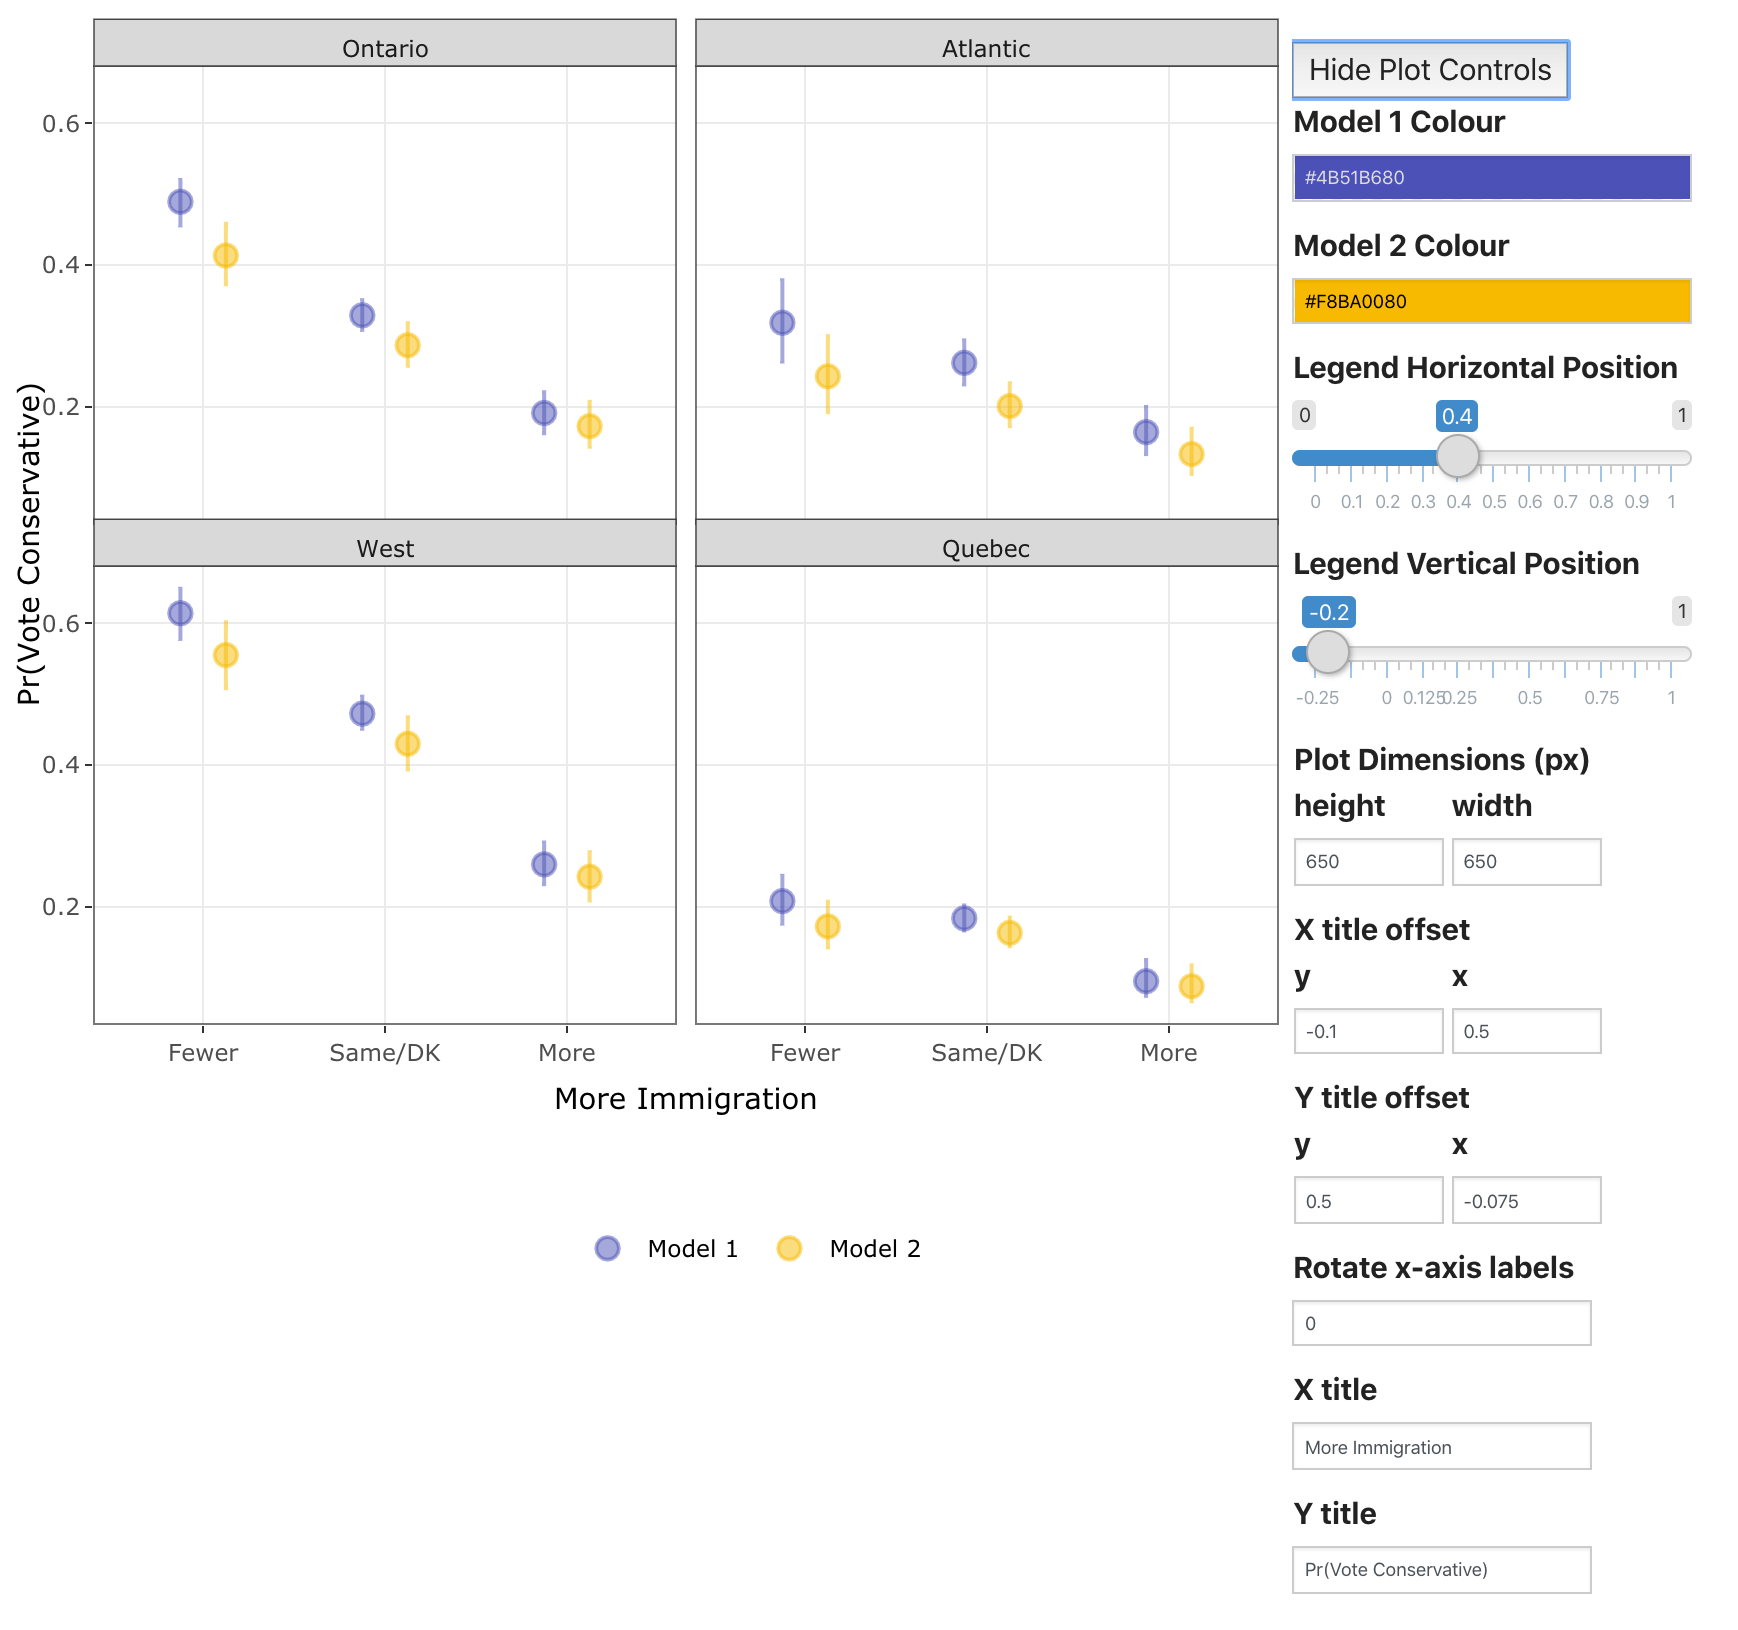 Ontario
Atlantic
0.6
0.4
0.2
West
Quebec
0.6
0.4
0.2
Pr(Vote Conservative)
Fewer Same/DK More
Fewer Same/DK More
More Immigration
Model 1 Model 2
Hide Plot Controls
Model 1 Colour
#4B51B680
Model 2 Colour
#F8BA0080
Legend Horizontal Position
0 0.4 1
0 0.1 0.2 0.3 0.4 0.5 0.6 0.7 0.8 0.9 1
Legend Vertical Position
-0.2 1
-0.25 0 0.125 0.25 0.5 0.75 1
Plot Dimensions (px)
height width
650 650
X title offset
y x
-0.1 0.5
Y title offset
y x
0.5 -0.075
Rotate x-axis labels
0
X title
More Immigration
Y title
Pr(Vote Conservative)